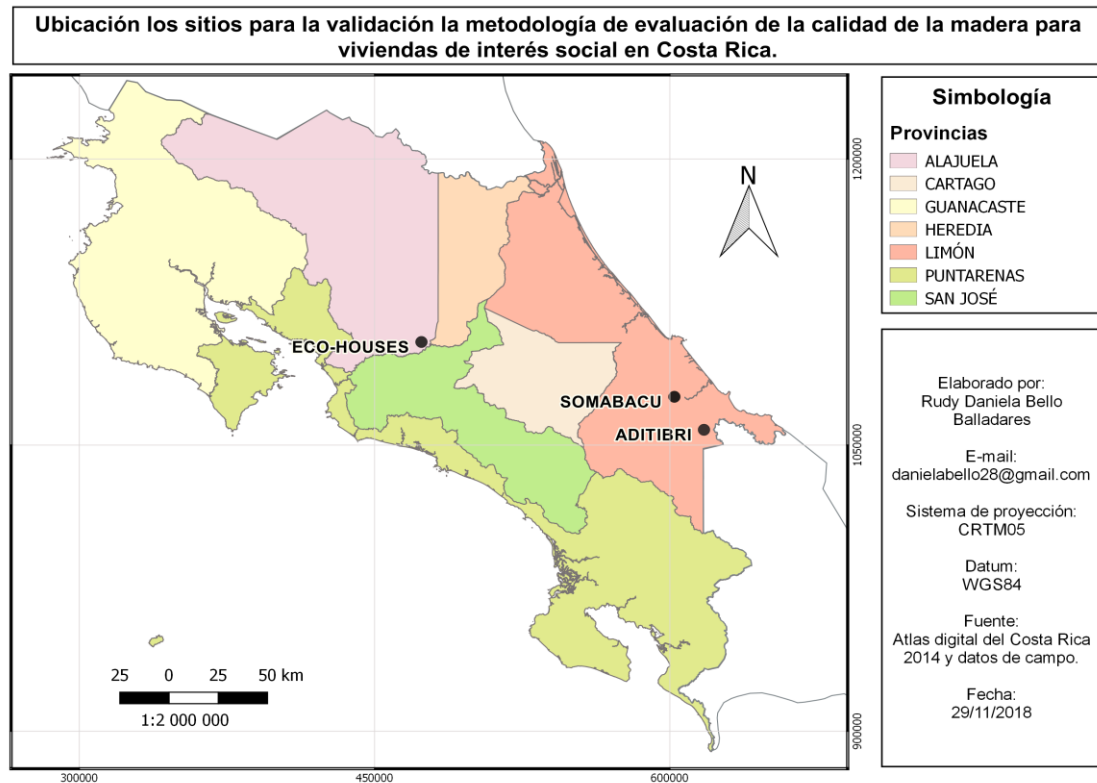 Ubicación los sitios para la validación la metodología de evaluación de la calidad de la madera para
viviendas de interés social en Costa Rica.
Simbología
Provincias
ALAJUELA
CARTAGO
GUANACASTE
HEREDIA
LIMÓN
PUNTARENAS
SAN JOSÉ
N
ECO-HOUSES
SOMABACU
ADITIBRI
1200000
1050000
900000
25 0 25 50 km
1:2 000 000
300000 450000 600000
Elaborado por:
Rudy Daniela Bello
Balladares
E-mail:
danielabello28@gmail.com
Sistema de proyección:
CRTM05
Datum:
WGS84
Fuente:
Atlas digital del Costa Rica
2014 y datos de campo.
Fecha:
29/11/2018